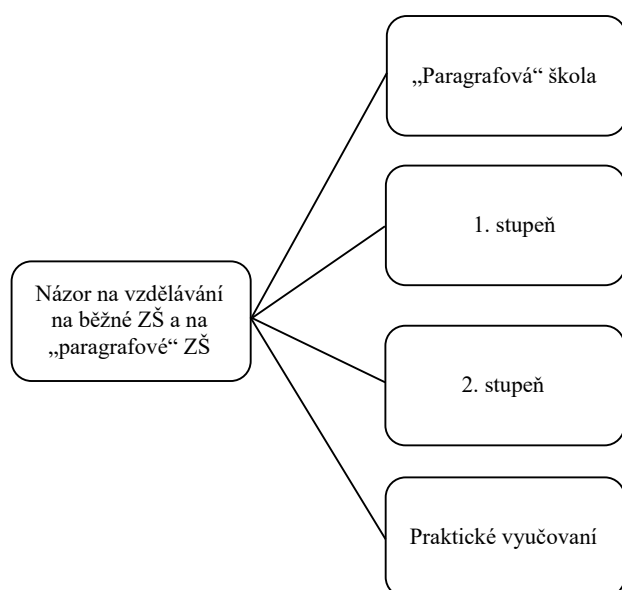 „Paragrafová“ škola
1. stupeň
Názor na vzdělávání
na běžné ZŠ a na
„paragrafové“ ZŠ
2. stupeň
Praktické vyučovaní